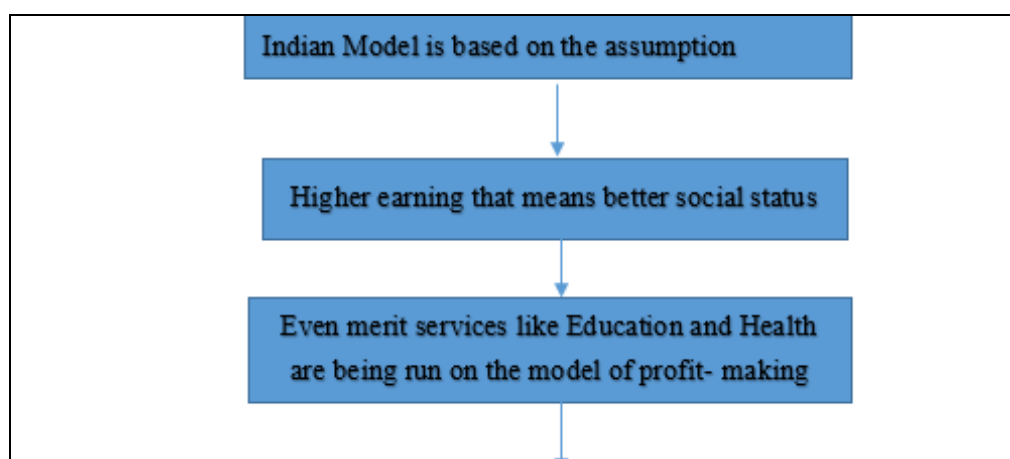 Indian Model is based on the assumption
Higher earning that means better social status
Even merit services like Education and Health
are being run on the model of profit- making